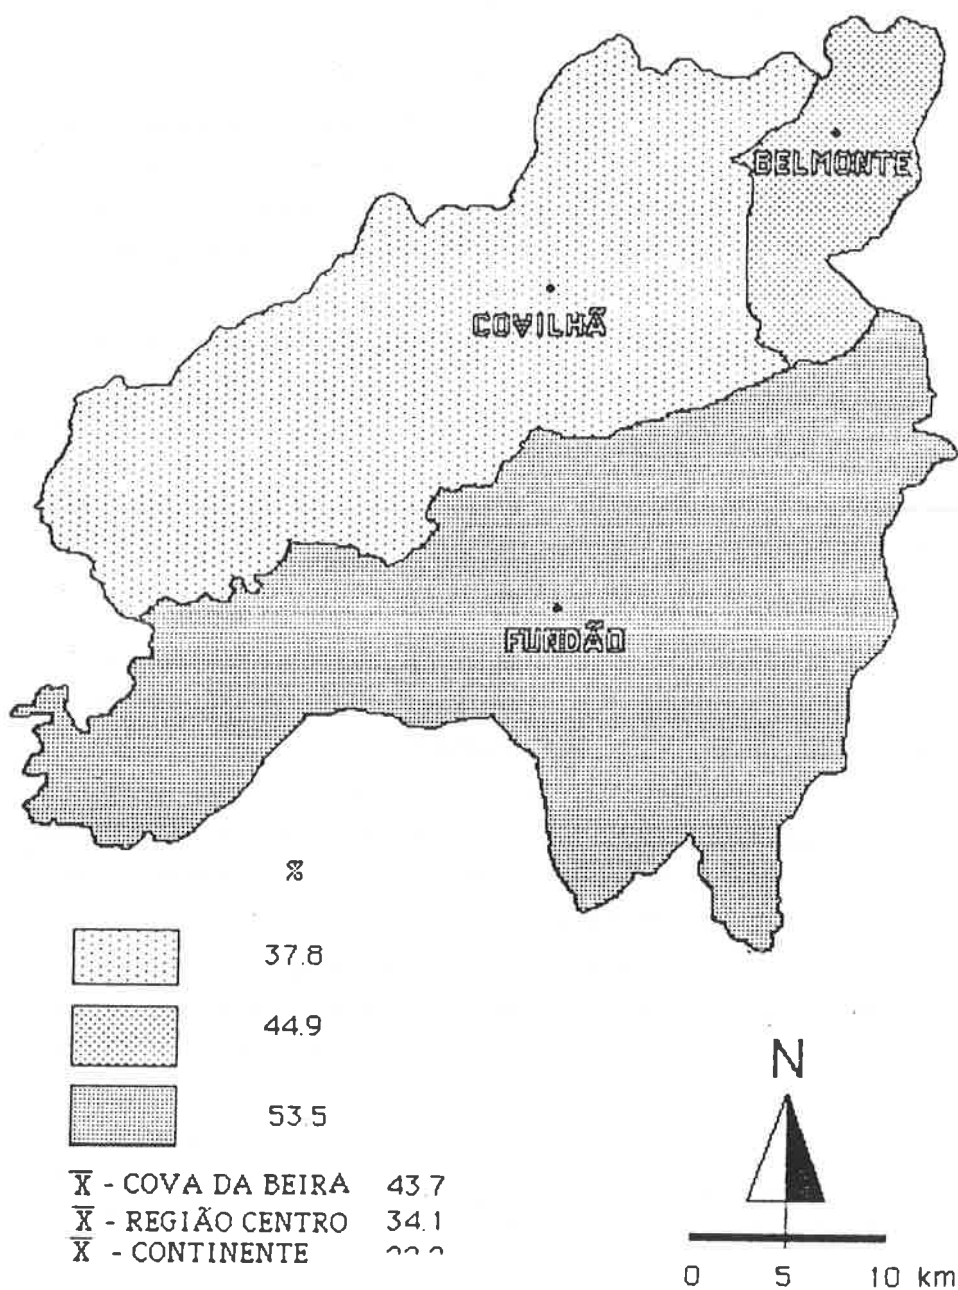 BELMONTE
COVILHÃ
FUNDÃO
%
37.8
44.9
53.5
X - COVA DA BEIRA 43.7
X - REGIÃO CENTRO 34.1
X - CONTINENTE
N
0 5 10 km